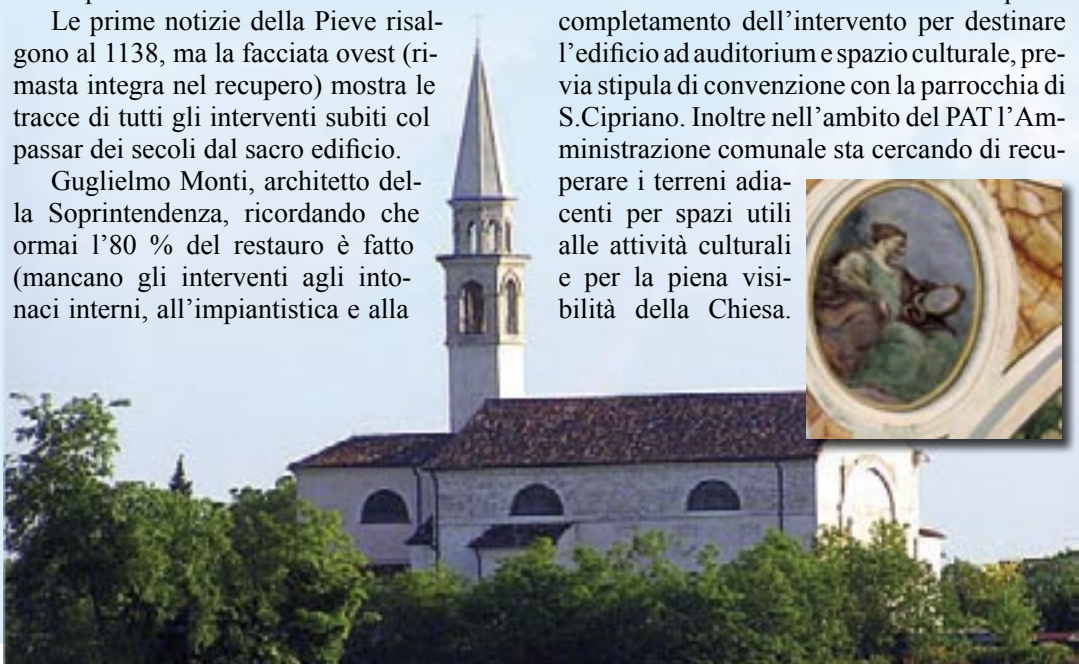 Le prime notizie della Pieve risal-
gono al 1138, ma la facciata ovest (ri-
masta integra nel recupero) mostra le
tracce di tutti gli interventi subiti col
passar dei secoli dal sacro edificio.
Guglielmo Monti, architetto del-
la Soprintendenza, ricordando che
ormai l'80 % del restauro è fatto
(mancano gli interventi agli into-
naci interni, all'impiantistica e alla
completamento dell'intervento per destinare
l'edificio ad auditorium e spazio culturale, pre-
via stipula di convenzione con la parrocchia di
S.Cipriano. Inoltre nell'ambito del PAT l'Am-
ministrazione comunale sta cercando di recu-
perare i terreni adia-
centi per spazi utili
alle attività culturali
e per la piena visi-
bilità della Chiesa.